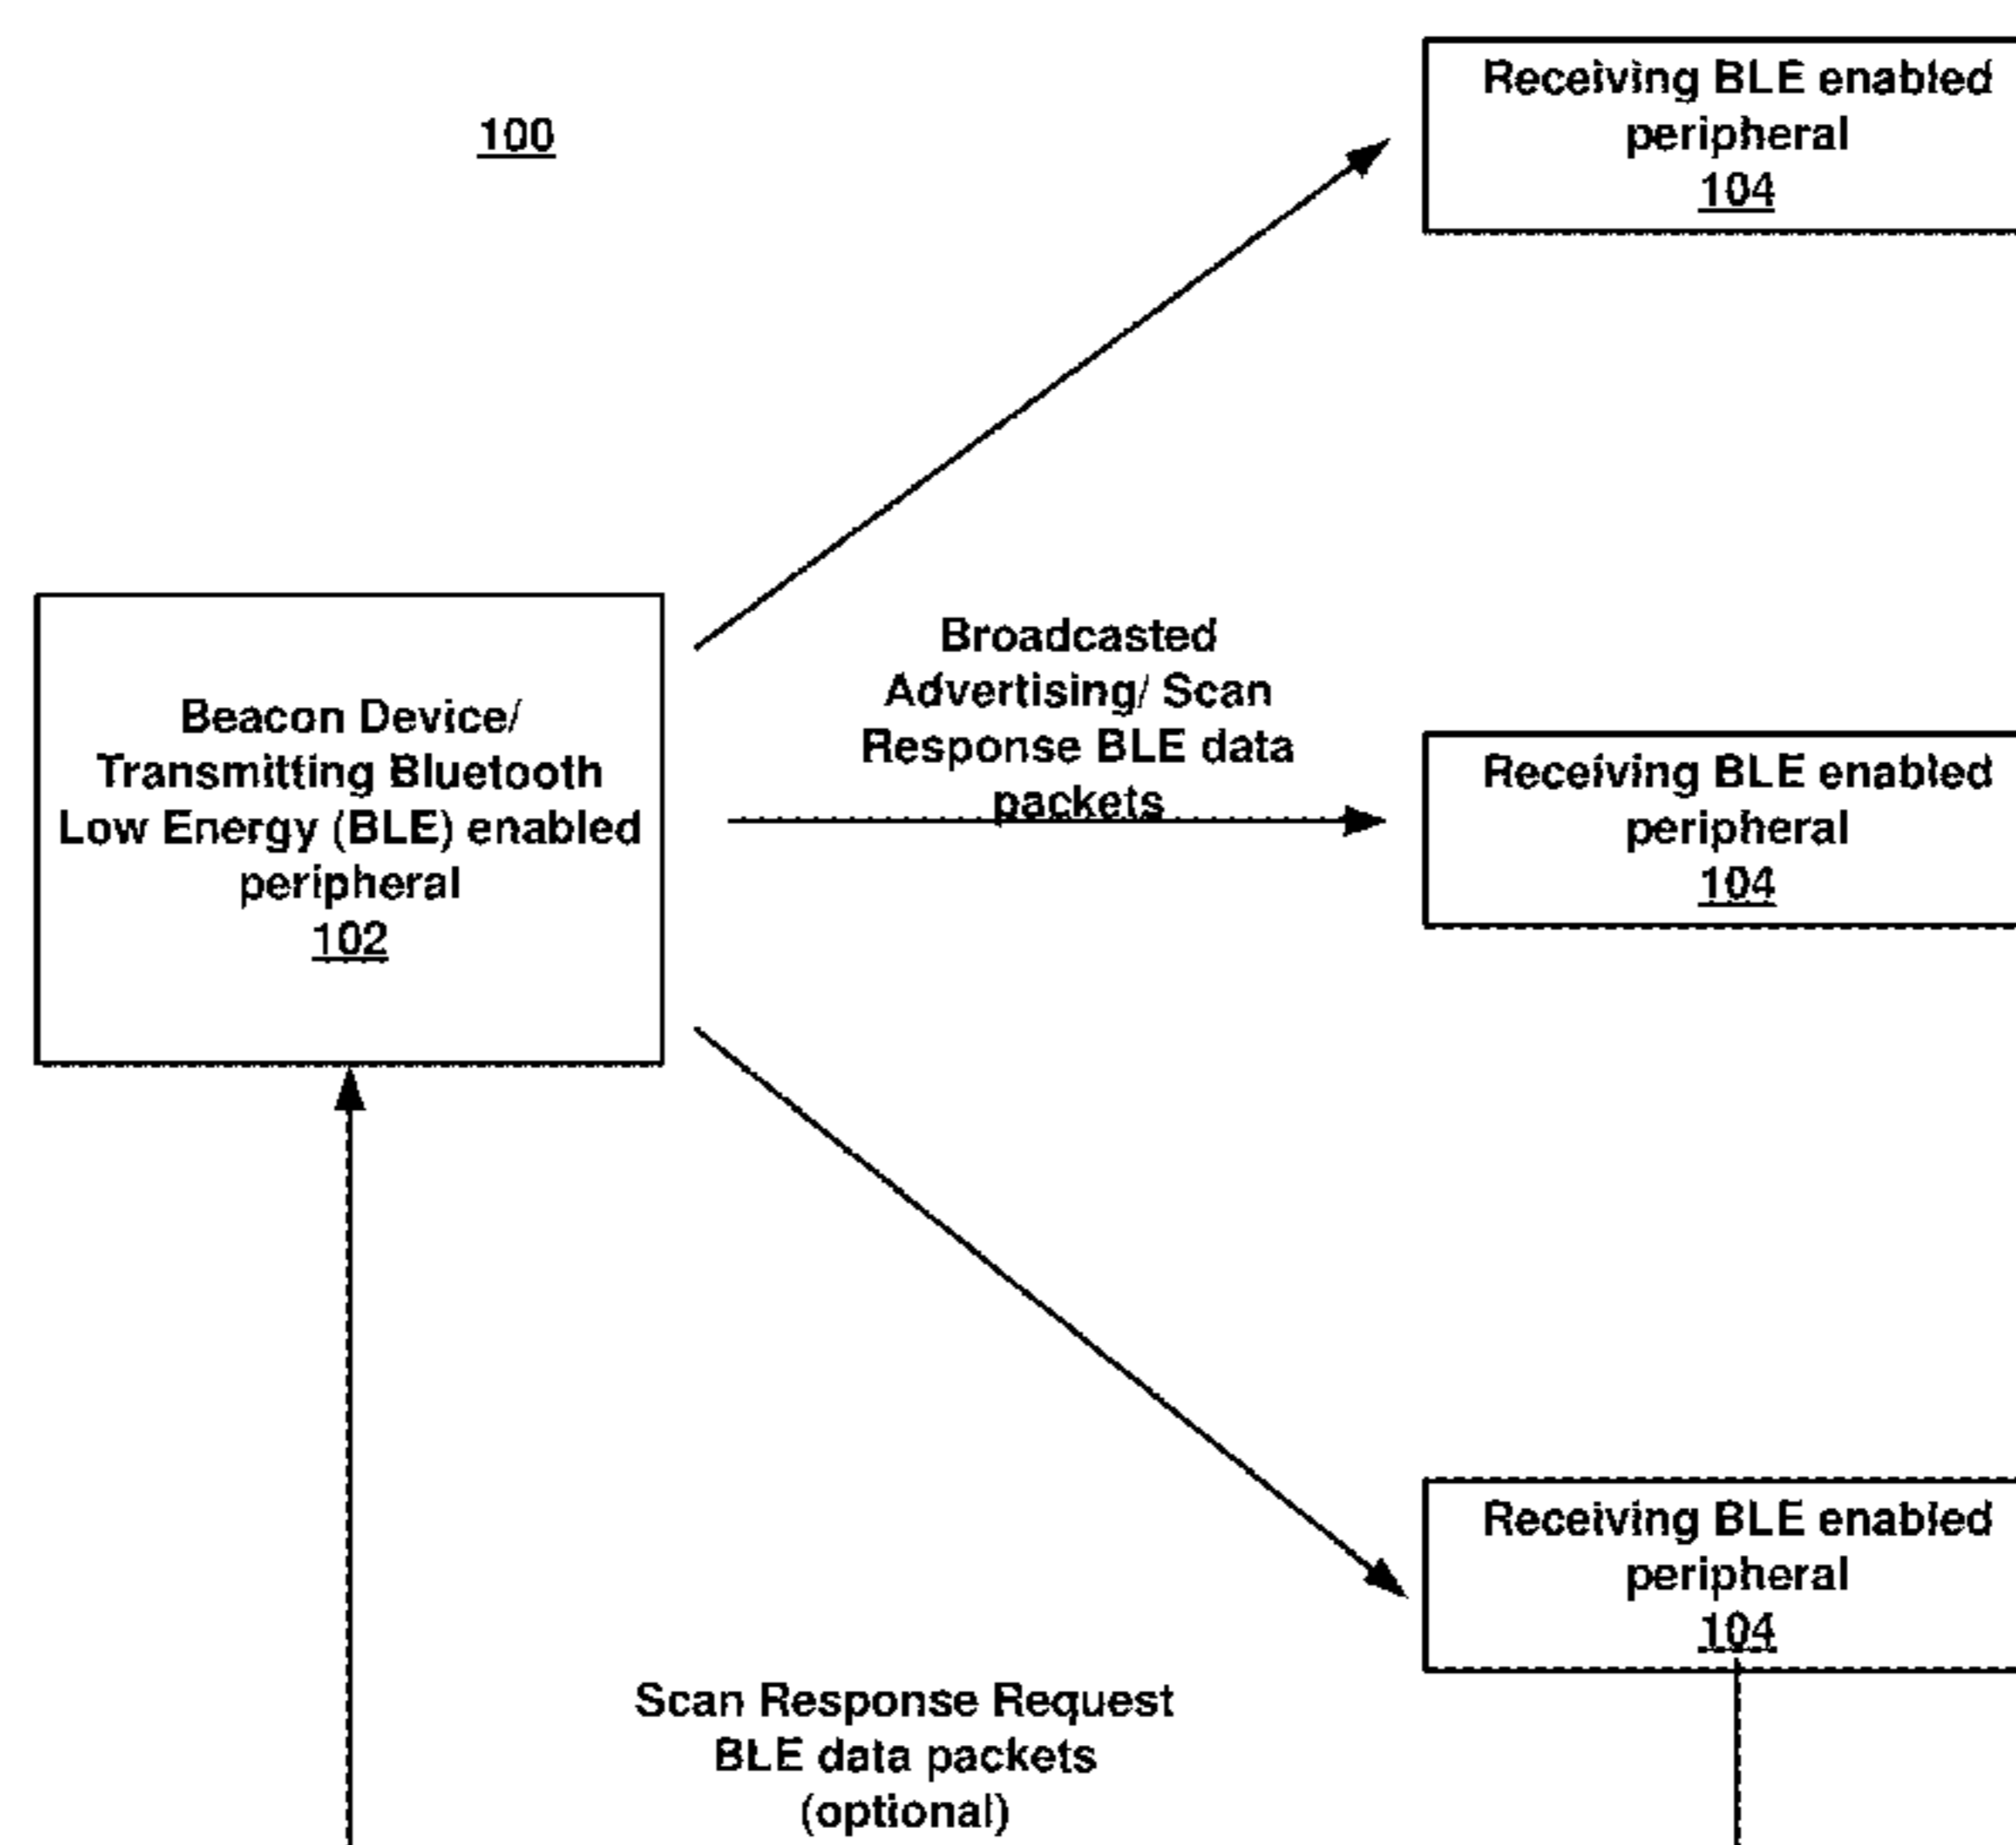 100
Receiving BLE enabled
peripheral
104
Beacon Device/
Transmitting Bluetooth
Low Energy (BLE) enabled
peripheral
102
Broadcasted
Advertising/ Scan
Response BLE data
packets
Receiving BLE enabled
peripheral
104
Receiving BLE enabled
peripheral
104
Scan Response Request
BLE data packets
(optional)